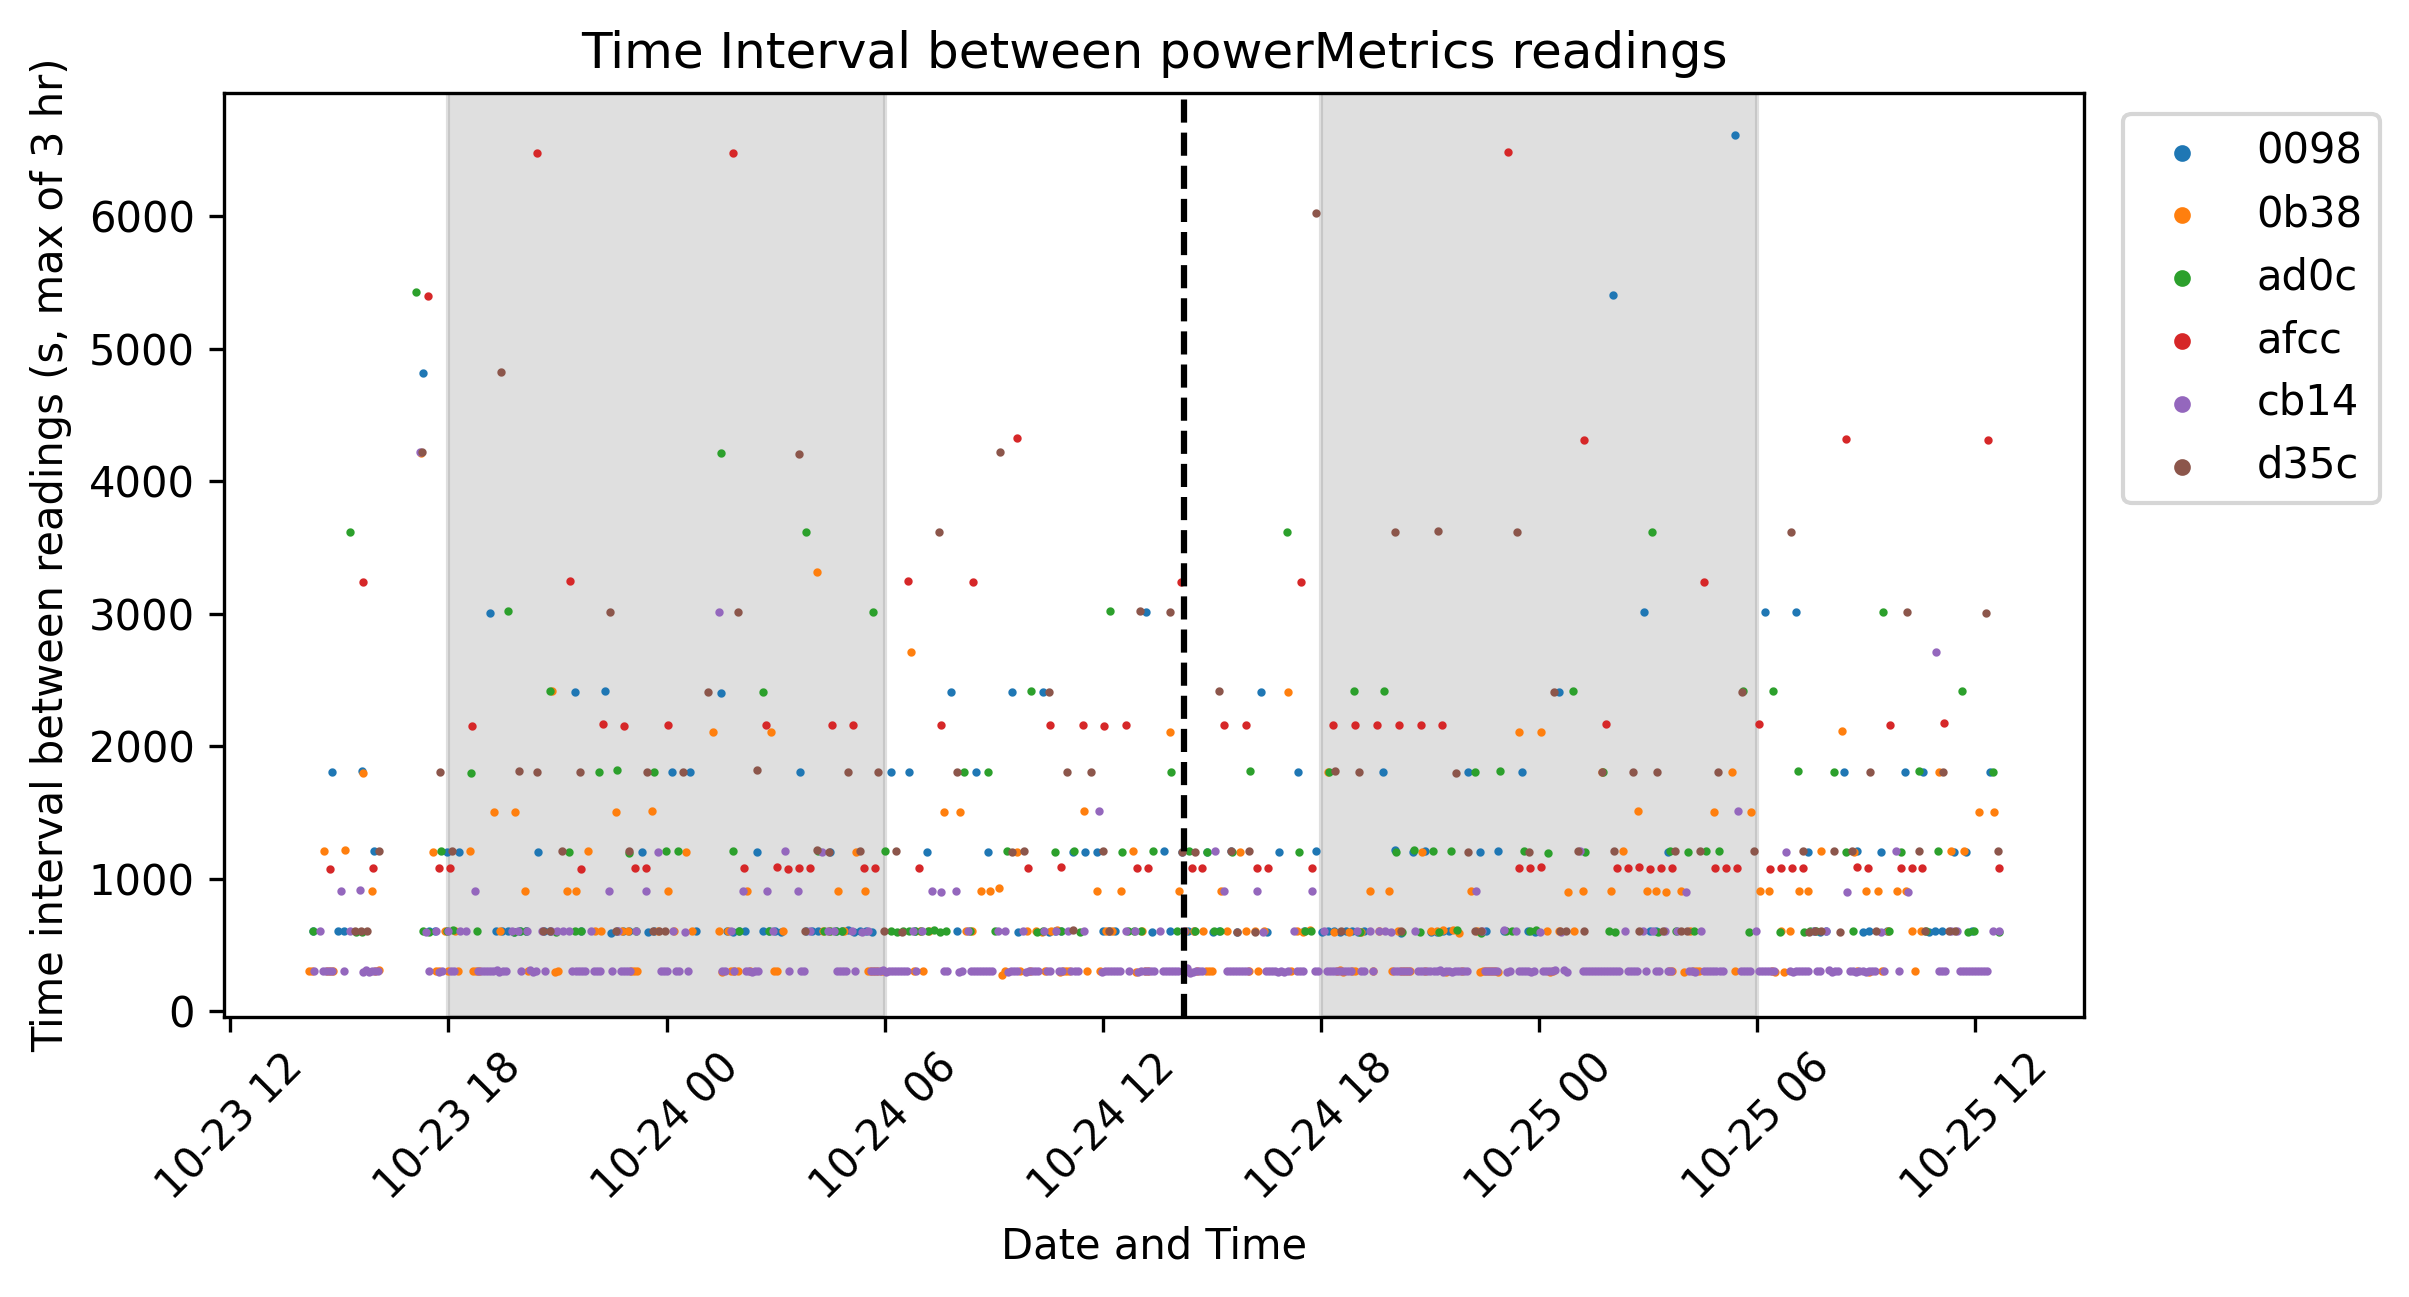 Time Interval between powerMetrics readings
Time interval between readings (s, max of 3 hr)
6000
5000
4000
3000
2000
1000
0
10-23 12
10-23 18
10-24 00
10-24 06
10-24 12
10-24 18
10-25 00
10-25 06
10-25 12
Date and Time
0098
0b38
ad0c
afcc
cb14
d35c